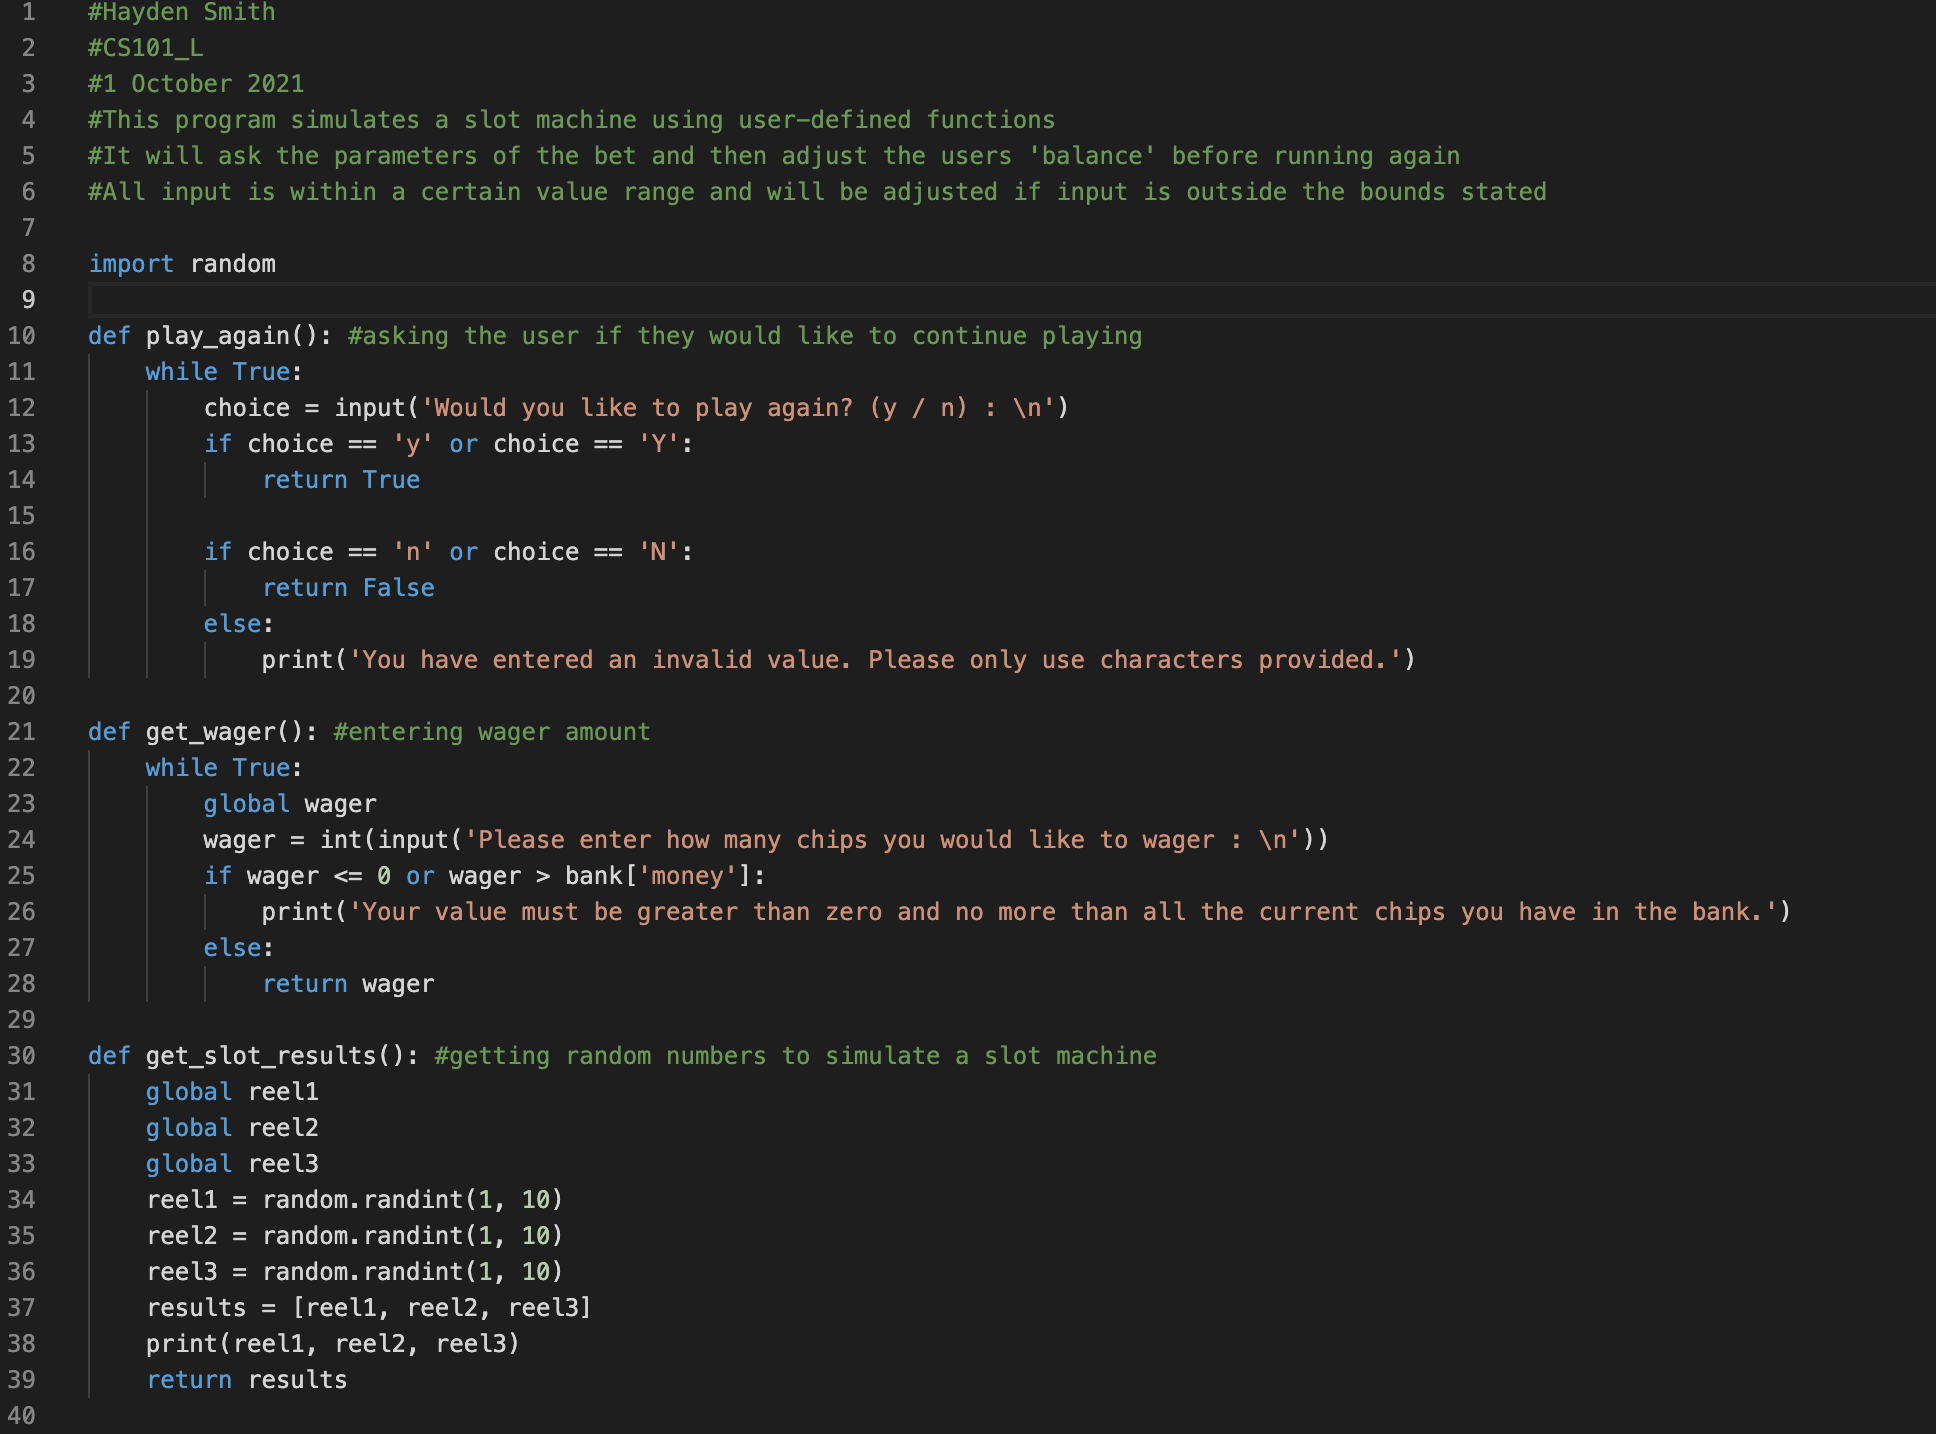 1 #Hayden Smith
2 #CS101_L
3 #1 October 2021
4 #This program simulates a slot machine using user-defined functions
5 #It will ask the parameters of the bet and then adjust the users 'balance' before running again
6 #All input is within a certain value range and will be adjusted if input is outside the bounds stated
7
8 import random
9
10 def play_again(): #asking the user if they would like to continue playing
11     while True:
12         choice = input('Would you like to play again? (y / n) : \n')
13         if choice == 'y' or choice == 'Y':
14             return True
15
16         if choice == 'n' or choice == 'N':
17             return False
18         else:
19             print('You have entered an invalid value. Please only use characters provided.')
20
21 def get_wager(): #entering wager amount
22     while True:
23         global wager
24         wager = int(input('Please enter how many chips you would like to wager : \n'))
25         if wager <= 0 or wager > bank['money']:
26             print('Your value must be greater than zero and no more than all the current chips you have in the bank.')
27         else:
28             return wager
29
30 def get_slot_results(): #getting random numbers to simulate a slot machine
31     global reel1
32     global reel2
33     global reel3
34     reel1 = random.randint(1, 10)
35     reel2 = random.randint(1, 10)
36     reel3 = random.randint(1, 10)
37     results = [reel1, reel2, reel3]
38     print(reel1, reel2, reel3)
39     return results
40